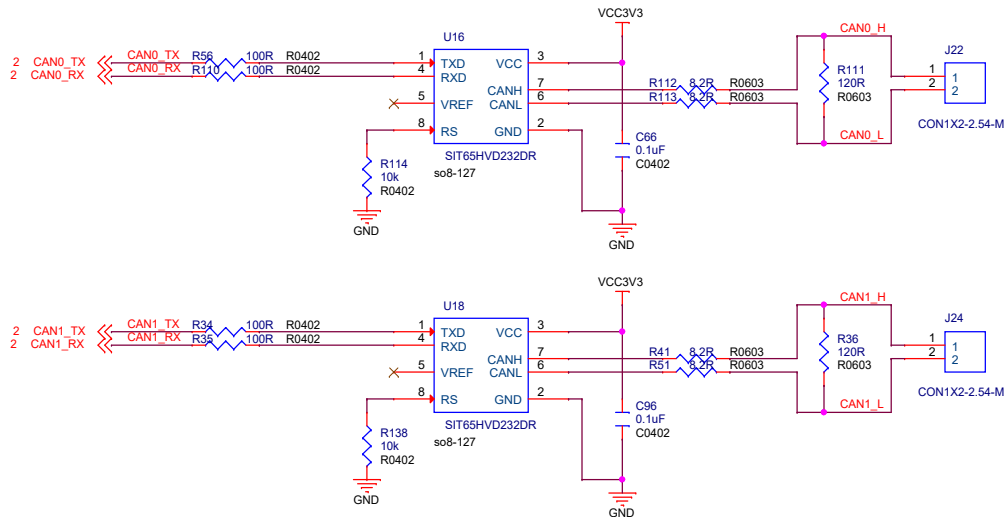 VCC3V3
CAN0_H
U16
J22
2 CAN0_TX CAN0_TX R56 100R R0402 1 TXD VCC 3
2 CAN0_RX CAN0_RX R110 100R R0402 4 RXD
CANH 7 R112 8.2R R0603
5 VREF CANL 6 R113 8.2R R0603
R111
120R
R0603
1 1
2 2
8 RS GND 2
CAN0_L
CON1X2-2.54-M
SIT65HVD232DR
so8-127
C66
0.1uF
C0402
R114
10k
R0402
GND
GND
VCC3V3
CAN1_H
U18
J24
2 CAN1_TX CAN1_TX R34 100R R0402 1 TXD VCC 3
2 CAN1_RX CAN1_RX R35 100R R0402 4 RXD
CANH 7 R41 8.2R R0603
5 VREF CANL 6 R51 8.2R R0603
R36
120R
R0603
1 1
2 2
8 RS GND 2
CAN1_L
CON1X2-2.54-M
SIT65HVD232DR
so8-127
C96
0.1uF
C0402
R138
10k
R0402
GND
GND